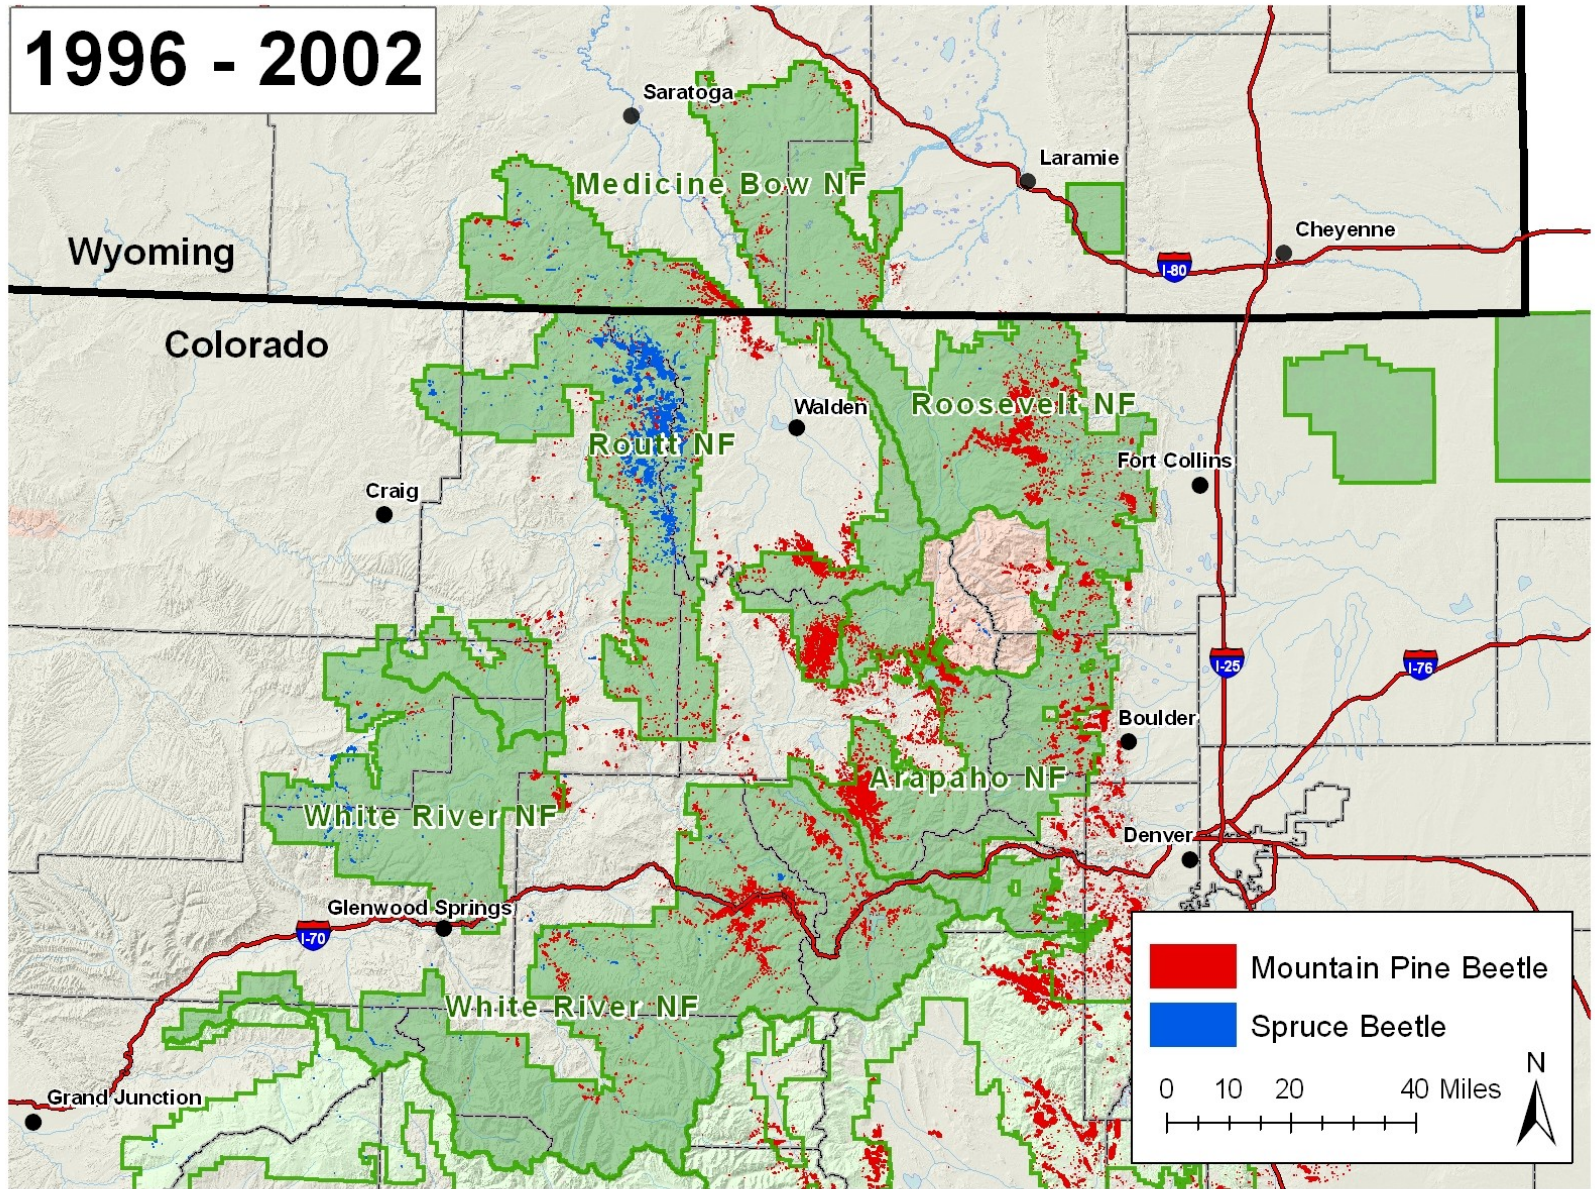 1996 - 2002
Saratoga
Laramie
Medicine Bow NF
Cheyenne
Wyoming
I-80
Colorado
Walden
Roosevelt NF
Routt NF
Fort Collins
Craig
I-25
I-76
Boulder
Arapaho NF
White River NF
Denver
Glenwood Springs
I-70
Mountain Pine Beetle
White River NF
Spruce Beetle
N
0 10 20 40 Miles
Grand Junction